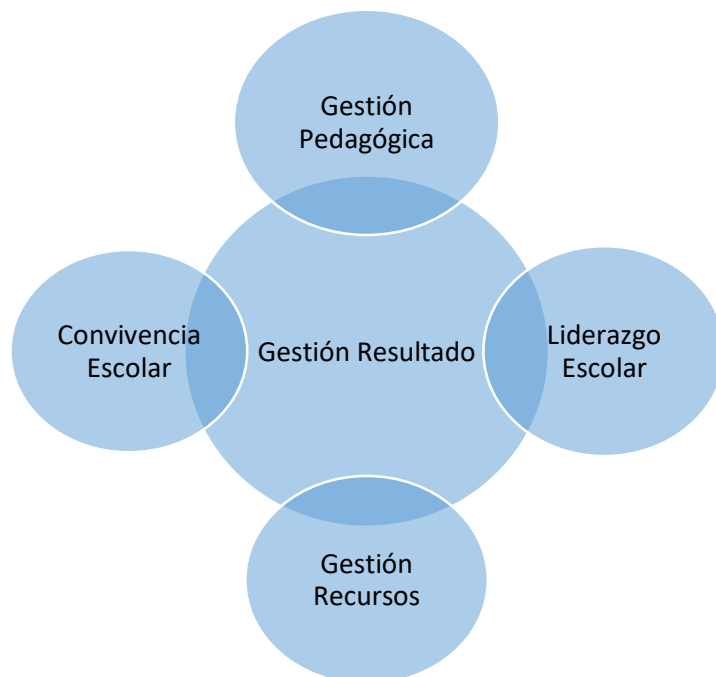 Gestión
Pedagógica
Convivencia
Escolar
Gestión Resultado
Liderazgo
Escolar
Gestión
Recursos